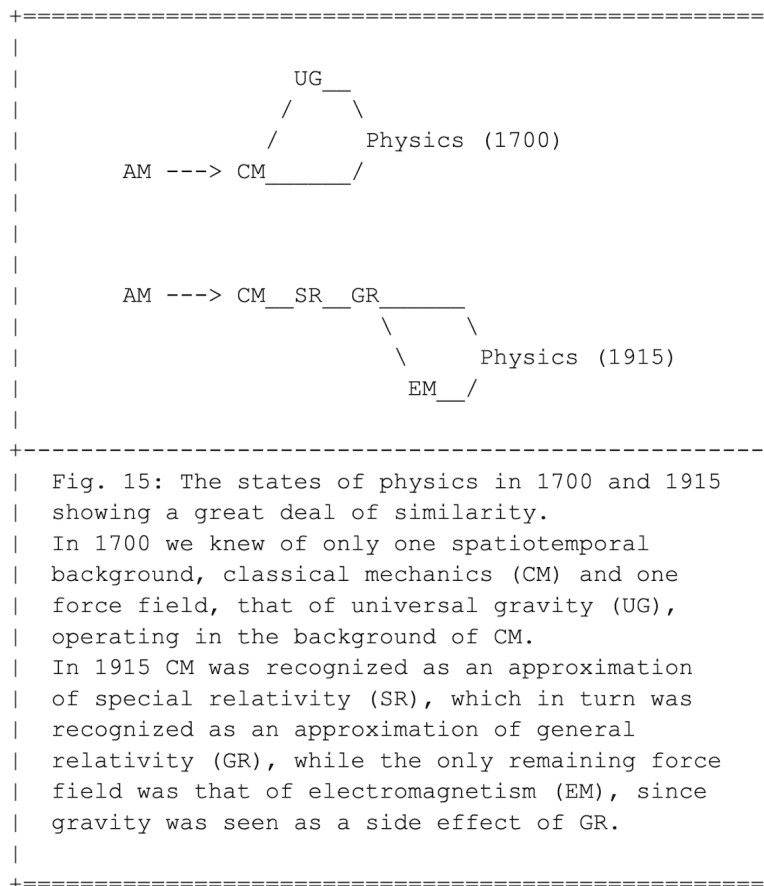 UG__
/ \
/ Physics (1700)
AM ---> CM______/
AM ---> CM__SR__GR______
\ \
\ Physics (1915)
EM__/
Fig. 15: The states of physics in 1700 and 1915
showing a great deal of similarity.
In 1700 we knew of only one spatiotemporal
background, classical mechanics (CM) and one
force field, that of universal gravity (UG),
operating in the background of CM.
In 1915 CM was recognized as an approximation
of special relativity (SR), which in turn was
recognized as an approximation of general
relativity (GR), while the only remaining force
field was that of electromagnetism (EM), since
gravity was seen as a side effect of GR.